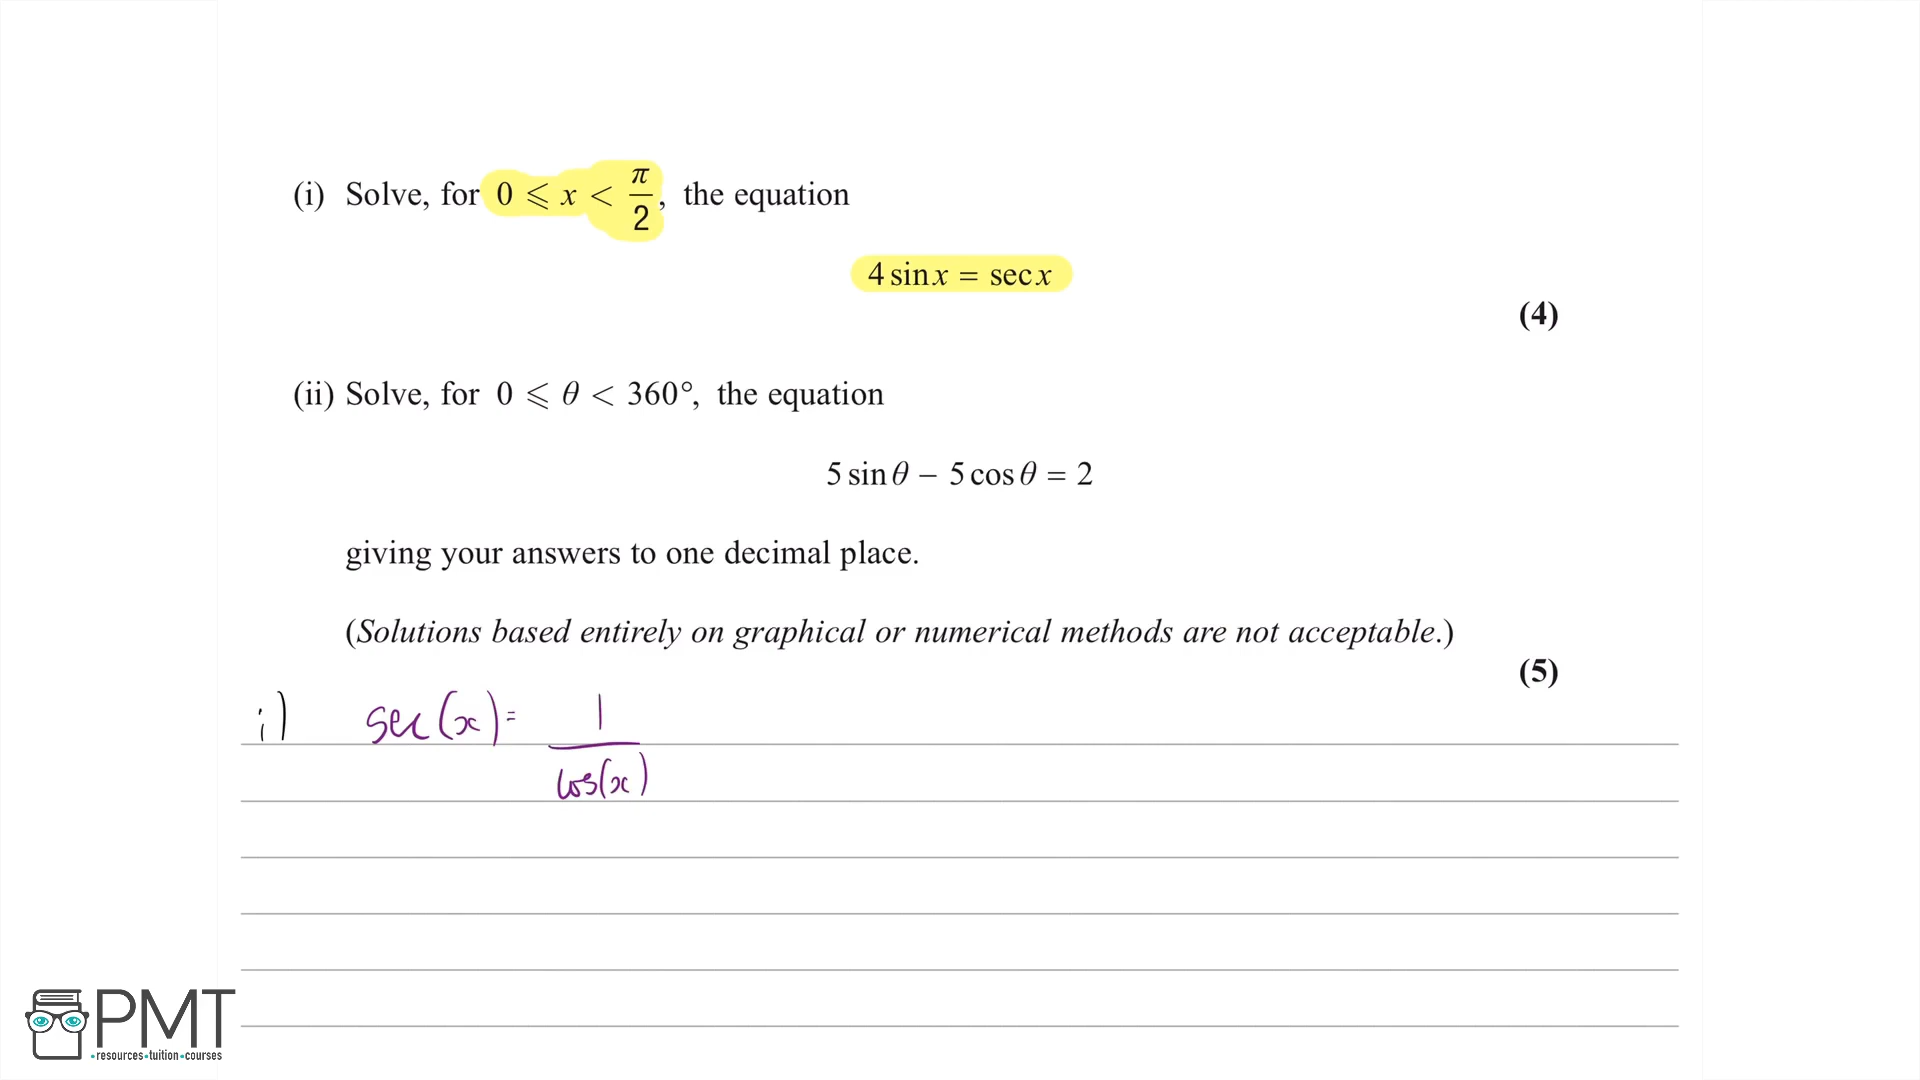 (i) Solve, for 0 ⩽ x < π/2, the equation
4 sin x = sec x
(4)
(ii) Solve, for 0 ⩽ θ < 360°, the equation
5 sin θ − 5 cos θ = 2
giving your answers to one decimal place.
(Solutions based entirely on graphical or numerical methods are not acceptable.)
(5)
i) sec(x) = 1/cos(x)
PMT
•resources•tuition•courses